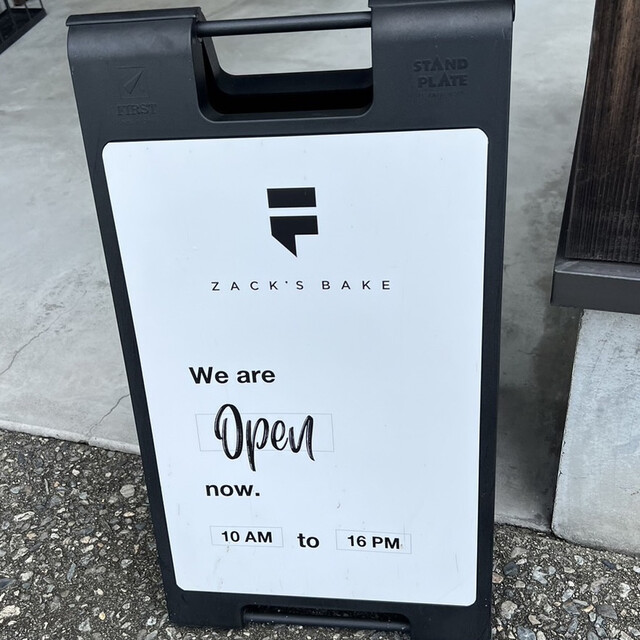 FIRST
STAND
PLATE
ZACK'S BAKE
We are
Open
now.
10 AM to 16 PM